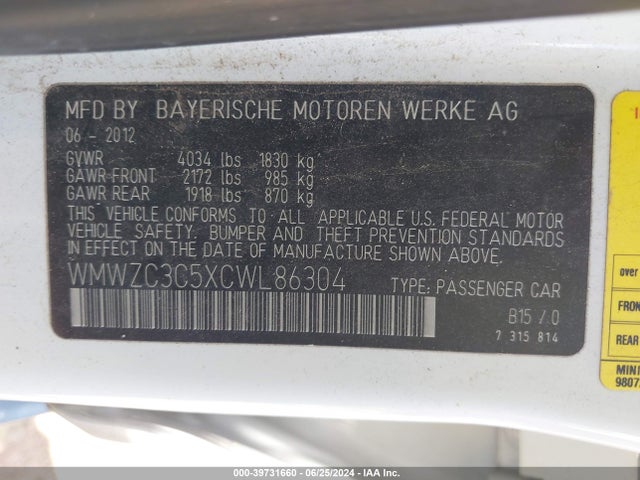 MFD BY BAYERISCHE MOTOREN WERKE AG
06 - 2012
GVWR 4034 lbs 1830 kg
GAWR FRONT 2172 lbs 985 kg
GAWR REAR 1918 lbs 870 kg
THIS VEHICLE CONFORMS TO ALL APPLICABLE U.S. FEDERAL MOTOR
VEHICLE SAFETY, BUMPER AND THEFT PREVENTION STANDARDS
IN EFFECT ON THE DATE OF MANUFACTURE SHOWN ABOVE.
WMWZC3C5XCWL86304 TYPE: PASSENGER CAR
B15 / 0
7 315 814
over
FRON
REAR
MINI
9807
000-39731660 / 06/25/2024 - IAA Inc.